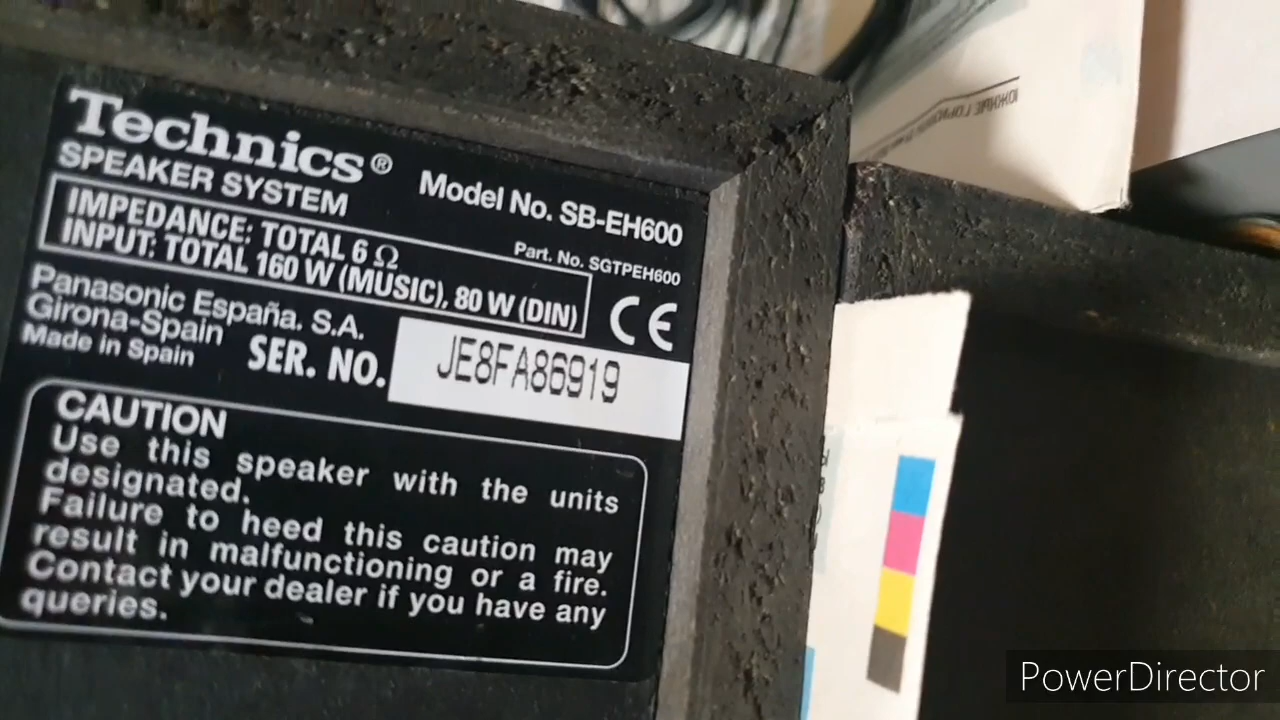 Technics®
SPEAKER SYSTEM
Model No. SB-EH600
IMPEDANCE: TOTAL 6 Ω
INPUT: TOTAL 160 W (MUSIC), 80 W (DIN)
Part. No. SGTPEH600
CE
Panasonic España. S.A.
Girona-Spain
Made in Spain
SER. NO. JE8FA86919
CAUTION
Use this speaker with the units
designated.
Failure to heed this caution may
result in malfunctioning or a fire.
Contact your dealer if you have any
queries.
PowerDirector